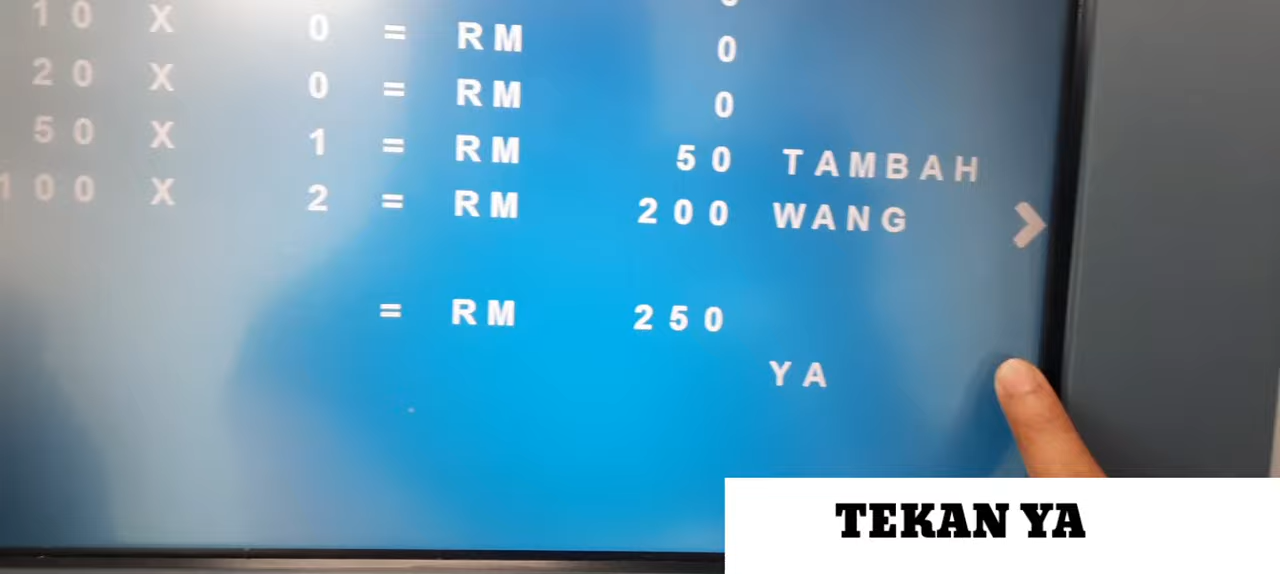 10 X 0 = RM 0
20 X 0 = RM 0
50 X 1 = RM 50 TAMBAH
100 X 2 = RM 200 WANG
= RM 250
YA
TEKAN YA